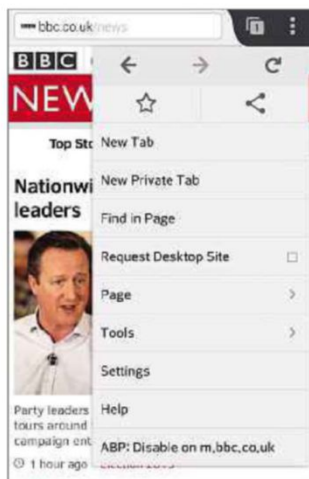 bbc.co.uk/news
BBC
NEW
Top Sto
Nationwi
leaders
Party leaders
tours around
campaign ent
1 hour ago
New Tab
New Private Tab
Find in Page
Request Desktop Site
Page
Tools
Settings
Help
ABP: Disable on m.bbc.co.uk